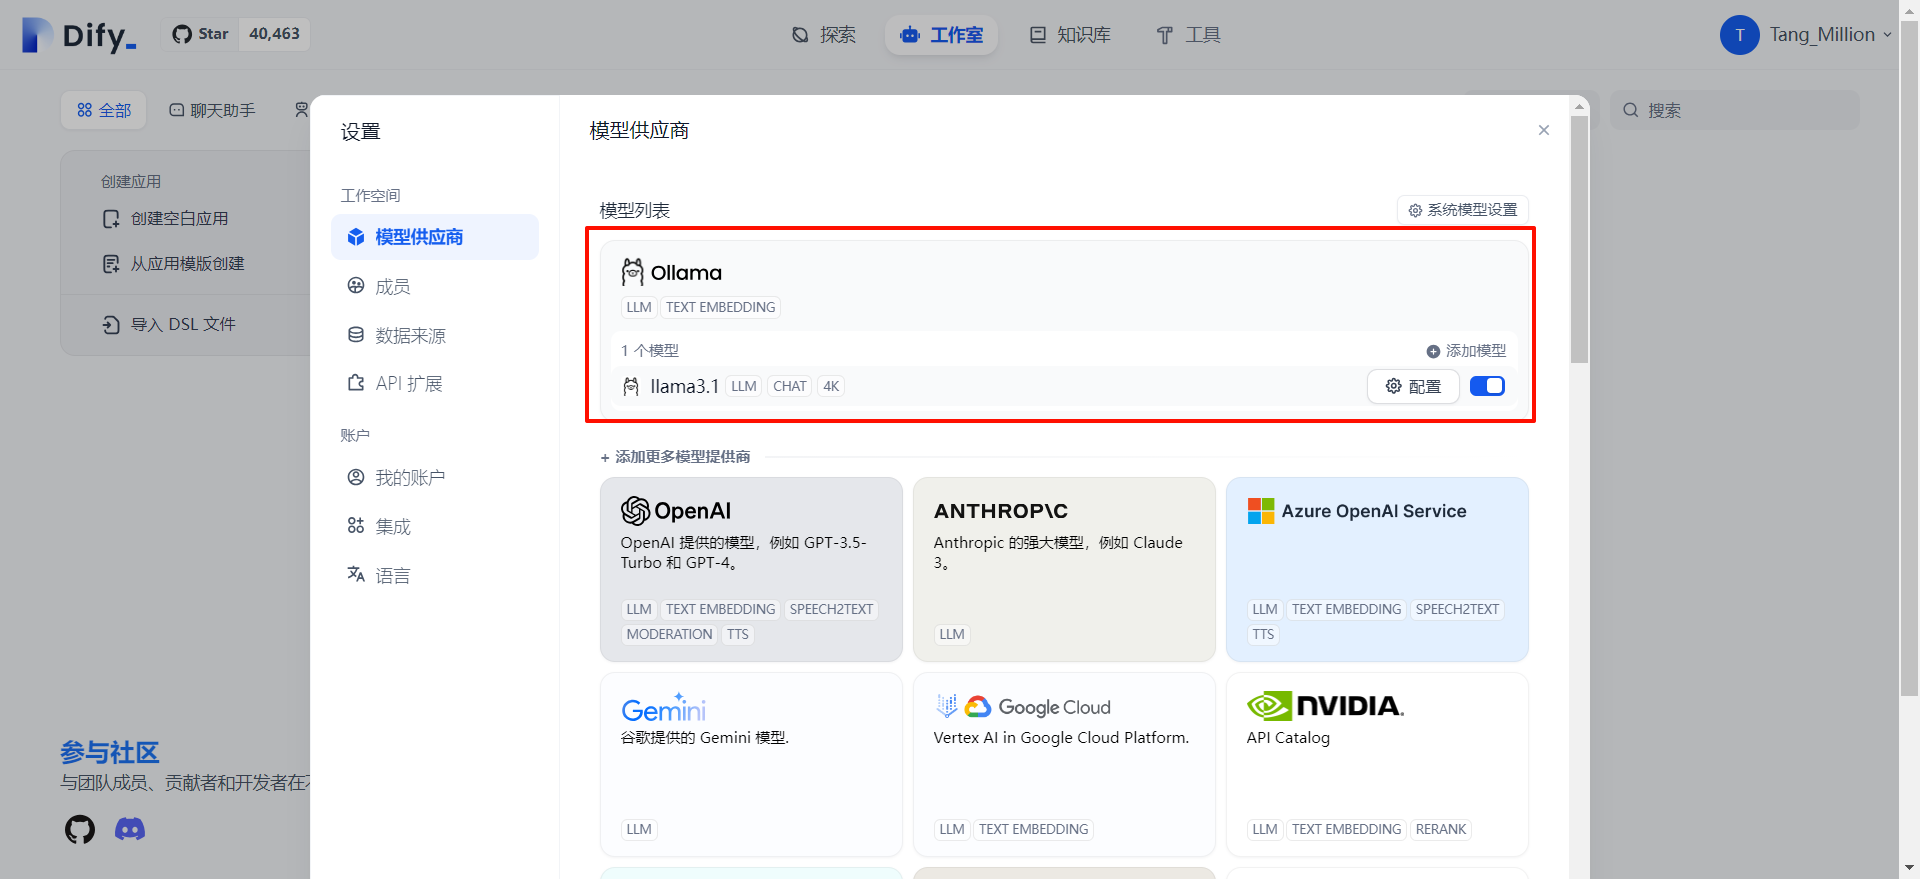 Dify_
Star 40,463
探索
工作室
知识库
工具
T Tang_Million
全部
聊天助手
搜索
创建应用
创建空白应用
从应用模版创建
导入 DSL 文件
参与社区
与团队成员、贡献者和开发者在
设置
工作空间
模型供应商
成员
数据来源
API 扩展
账户
我的账户
集成
语言
模型供应商
模型列表
系统模型设置
Ollama
LLM TEXT EMBEDDING
1 个模型
添加模型
llama3.1 LLM CHAT 4K
配置
+ 添加更多模型提供商
OpenAI
OpenAI 提供的模型，例如 GPT-3.5-
Turbo 和 GPT-4。
LLM TEXT EMBEDDING SPEECH2TEXT
MODERATION TTS
ANTHROP\C
Anthropic 的强大模型，例如 Claude
3。
LLM
Azure OpenAI Service
LLM TEXT EMBEDDING SPEECH2TEXT
TTS
Gemini
谷歌提供的 Gemini 模型.
LLM
Google Cloud
Vertex AI in Google Cloud Platform.
LLM TEXT EMBEDDING
NVIDIA.
API Catalog
LLM TEXT EMBEDDING RERANK